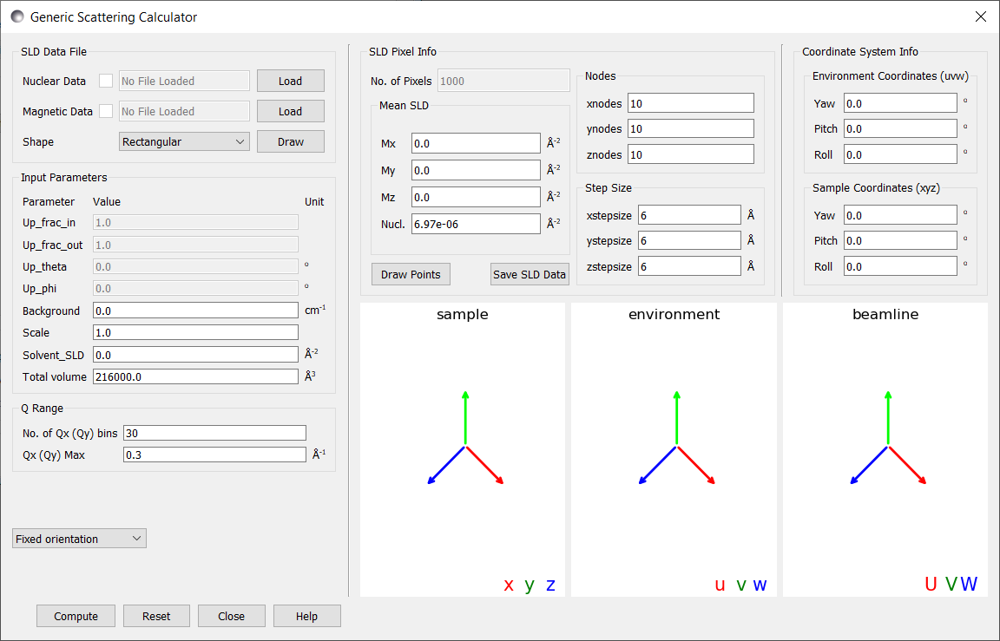 Generic Scattering Calculator
SLD Data File
Nuclear Data No File Loaded Load
Magnetic Data No File Loaded Load
Shape Rectangular Draw
Input Parameters
Parameter Value Unit
Up_frac_in 1.0
Up_frac_out 1.0
Up_theta 0.0 º
Up_phi 0.0 º
Background 0.0 cm⁻¹
Scale 1.0
Solvent_SLD 0.0 Å⁻²
Total volume 216000.0 Å³
Q Range
No. of Qx (Qy) bins 30
Qx (Qy) Max 0.3 Å⁻¹
Fixed orientation
Compute Reset Close Help
SLD Pixel Info
No. of Pixels 1000
Mean SLD
Mx 0.0 Å⁻²
My 0.0 Å⁻²
Mz 0.0 Å⁻²
Nucl. 6.97e-06 Å⁻²
Draw Points Save SLD Data
Nodes
xnodes 10
ynodes 10
znodes 10
Step Size
xstepsize 6 Å
ystepsize 6 Å
zstepsize 6 Å
Coordinate System Info
Environment Coordinates (uvw)
Yaw 0.0 º
Pitch 0.0 º
Roll 0.0 º
Sample Coordinates (xyz)
Yaw 0.0 º
Pitch 0.0 º
Roll 0.0 º
sample
x y z
environment
u v w
beamline
U V W